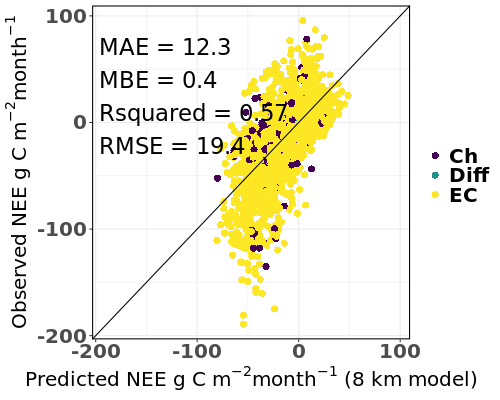 Observed NEE g C m⁻²month⁻¹
100
0
-100
-200
MAE = 12.3
MBE = 0.4
Rsquared = 0.57
RMSE = 19.4
Ch
Diff
EC
-200 -100 0 100
Predicted NEE g C m⁻²month⁻¹ (8 km model)